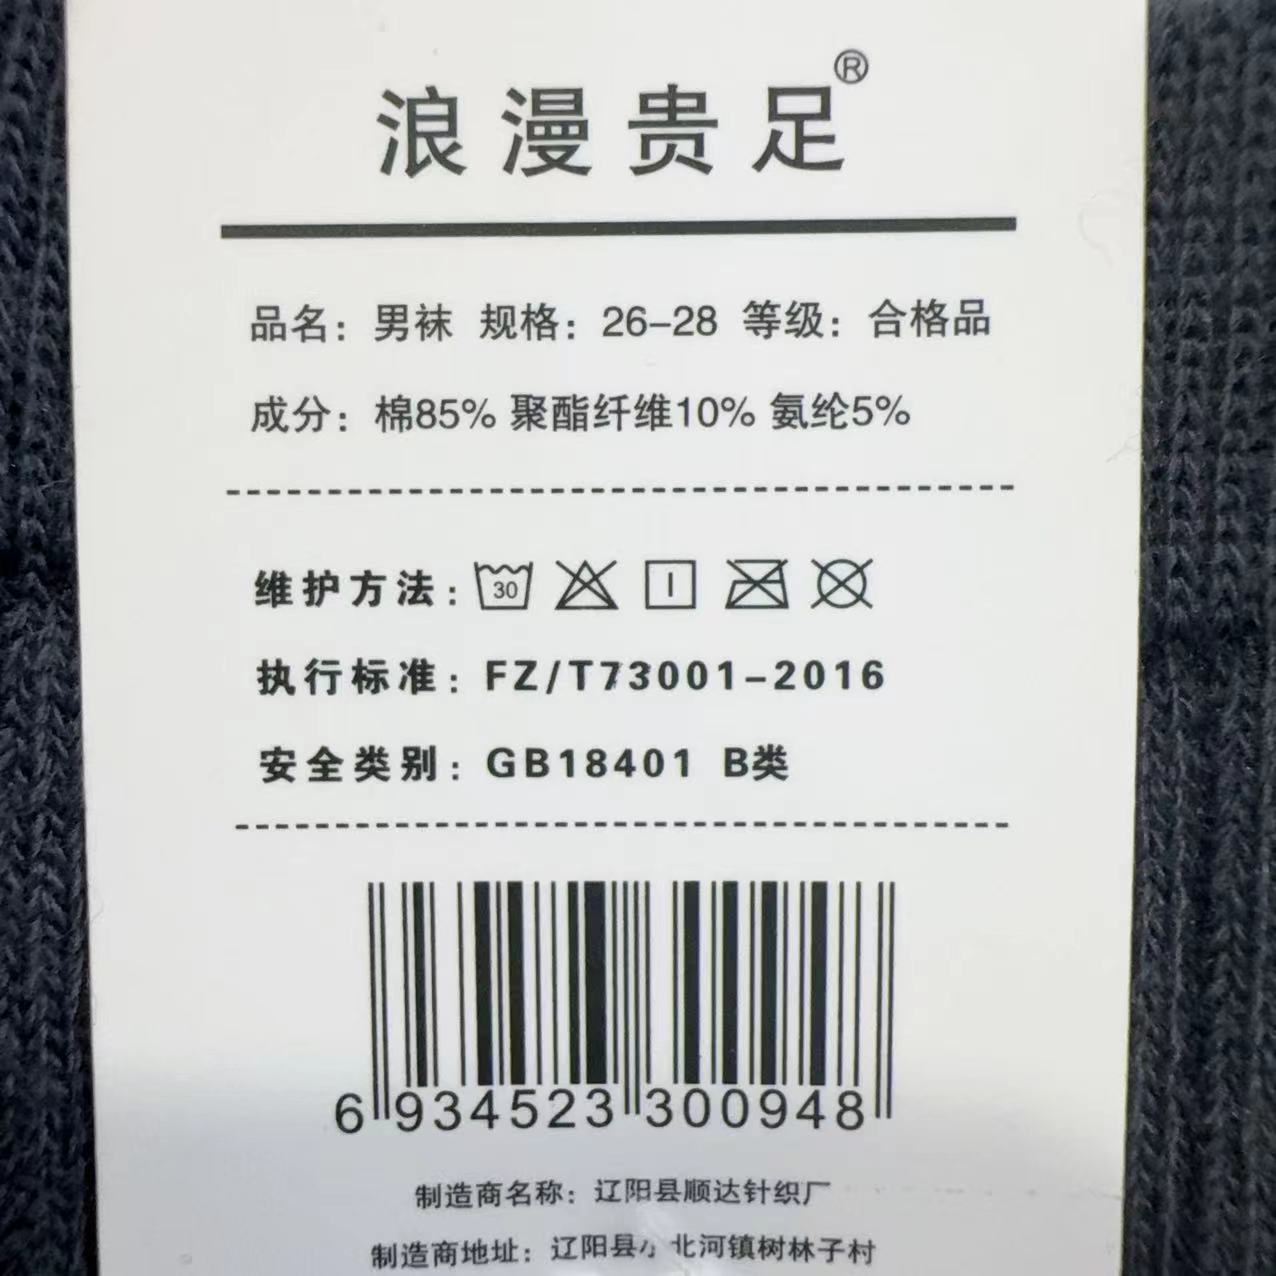 浪漫贵足®
品名：男袜 规格：26-28 等级：合格品
成分：棉85% 聚酯纤维10% 氨纶5%
维护方法：30
执行标准：FZ/T73001-2016
安全类别：GB18401 B类
6 934523 300948
制造商名称：辽阳县顺达针织厂
制造商地址：辽阳县小北河镇树林子村